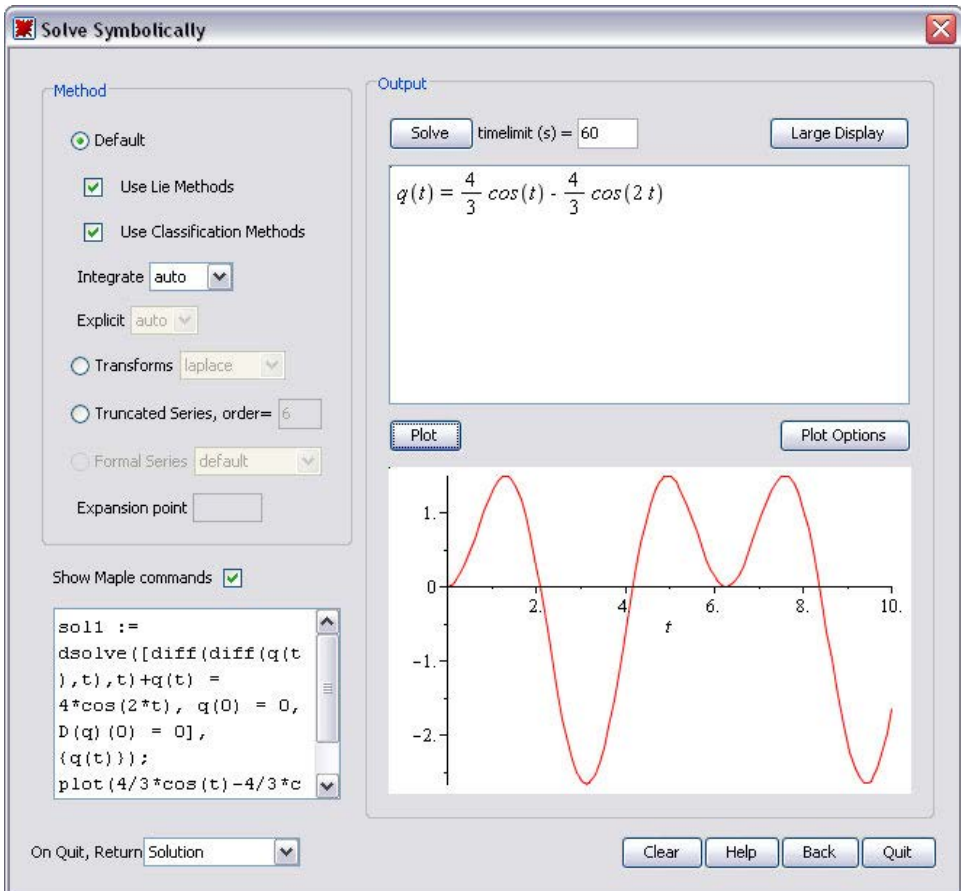 Solve Symbolically
Method
Default
Use Lie Methods
Use Classification Methods
Integrate auto
Explicit auto
Transforms laplace
Truncated Series, order= 6
Formal Series default
Expansion point
Show Maple commands
sol1 :=
dsolve([diff(diff(q(t
),t),t)+q(t) =
4*cos(2*t), q(0) = 0,
D(q)(0) = 0],
{q(t)});
plot(4/3*cos(t)-4/3*c
On Quit, Return Solution
Output
Solve timelimit (s) = 60 Large Display
q(t) = 4/3 cos(t) - 4/3 cos(2 t)
Plot Plot Options
1.
0
-1.
-2.
2. 4. 6. 8. 10.
t
Clear Help Back Quit